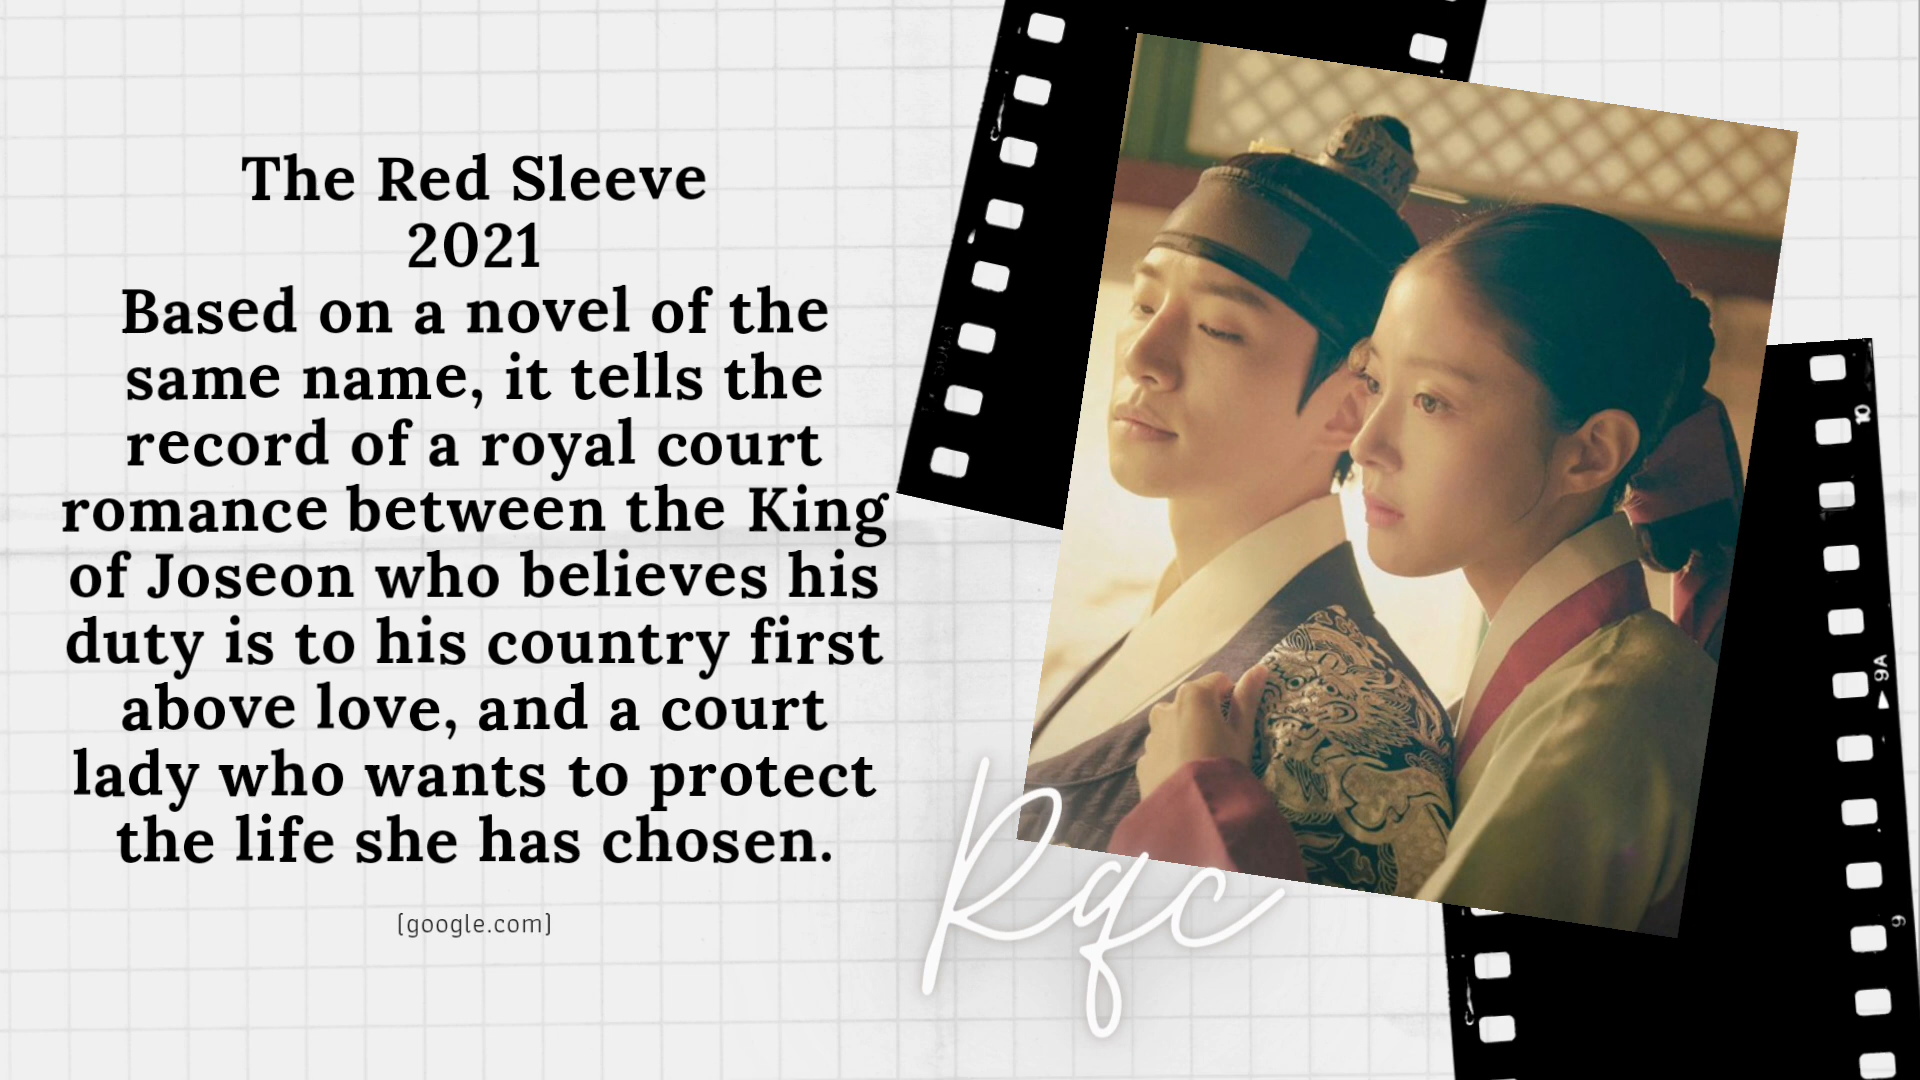 The Red Sleeve
2021
Based on a novel of the
same name, it tells the
record of a royal court
romance between the King
of Joseon who believes his
duty is to his country first
above love, and a court
lady who wants to protect
the life she has chosen.
[google.com]
Rqc
9A
9